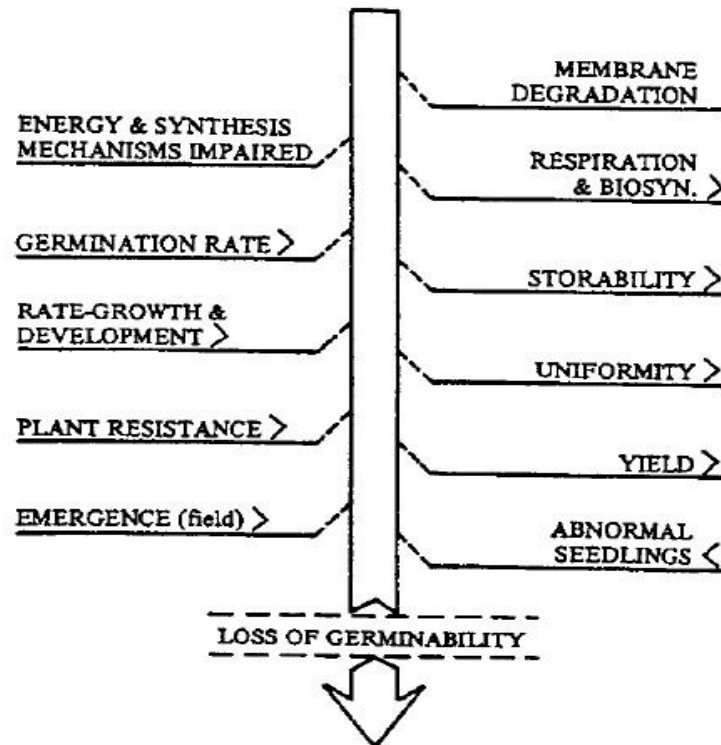 MEMBRANE
DEGRADATION
ENERGY & SYNTHESIS
MECHANISMS IMPAIRED
RESPIRATION
& BIOSYN. >
GERMINATION RATE >
STORABILITY >
RATE-GROWTH &
DEVELOPMENT >
UNIFORMITY >
PLANT RESISTANCE >
YIELD >
EMERGENCE (field) >
ABNORMAL
SEEDLINGS <
LOSS OF GERMINABILITY